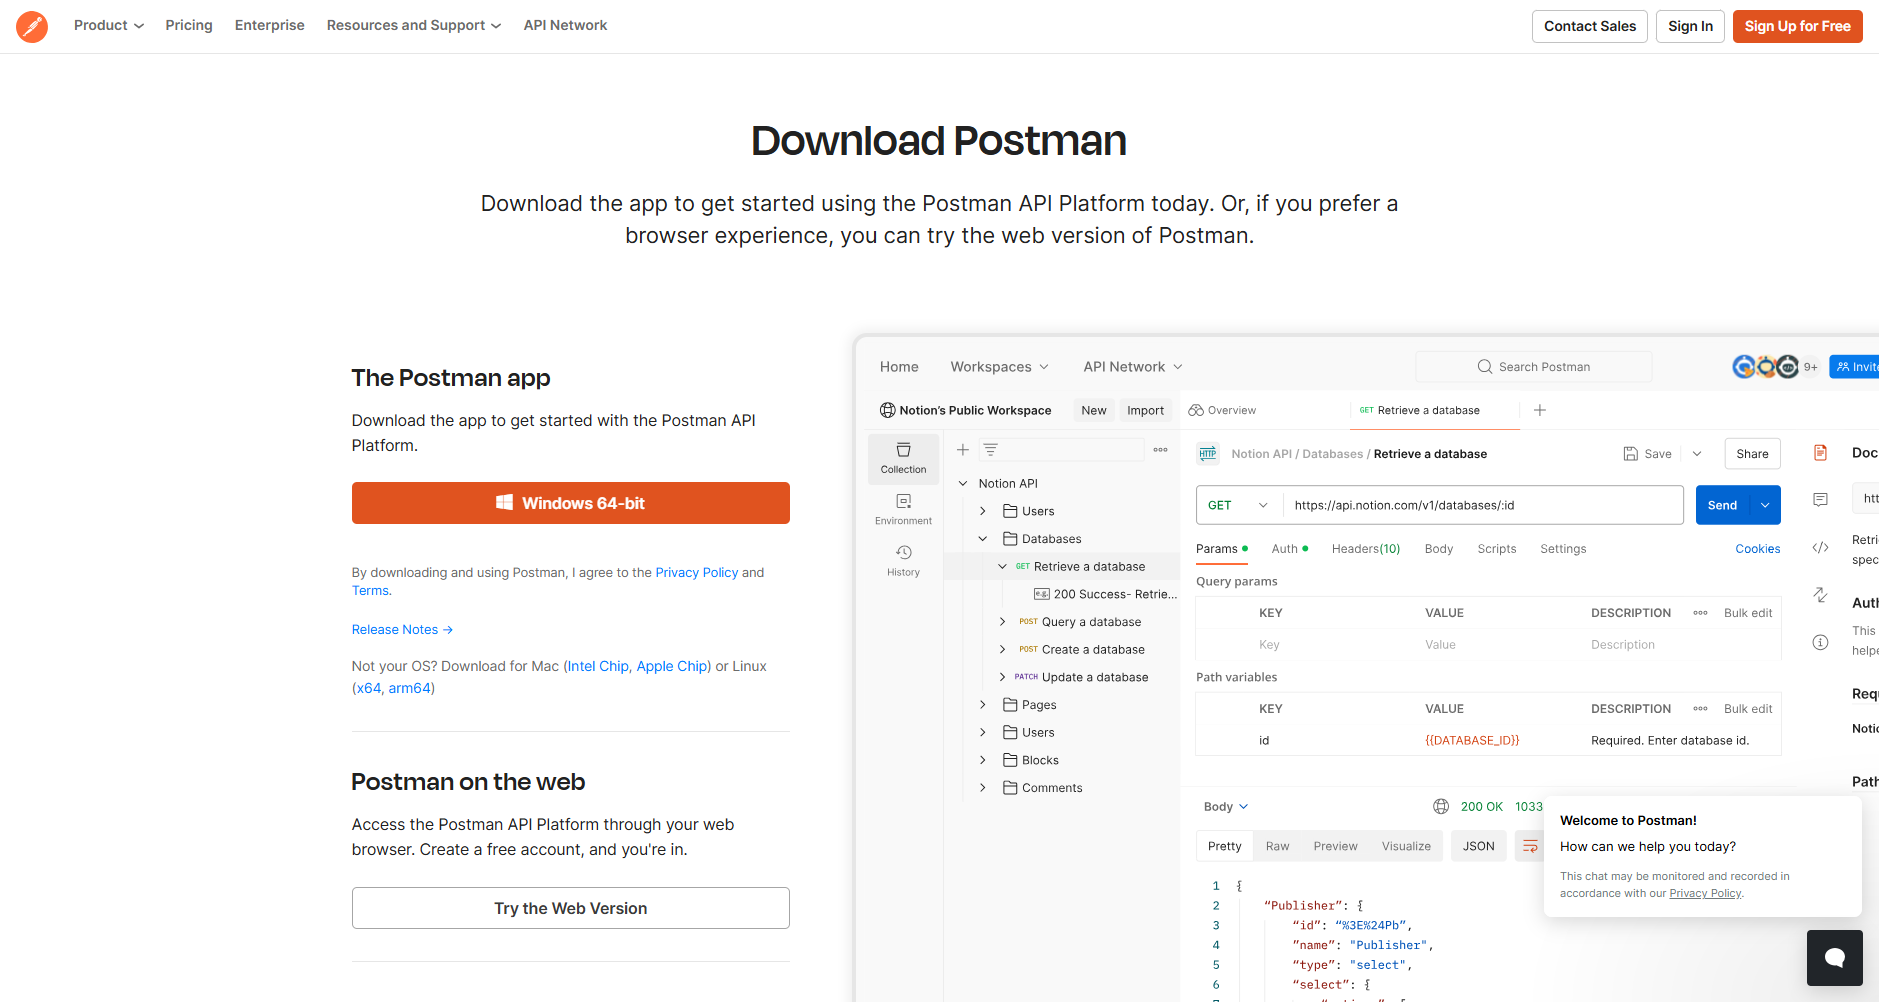 Product
Pricing
Enterprise
Resources and Support
API Network
Contact Sales
Sign In
Sign Up for Free
Download Postman
Download the app to get started using the Postman API Platform today. Or, if you prefer a
browser experience, you can try the web version of Postman.
The Postman app
Download the app to get started with the Postman API
Platform.
Windows 64-bit
By downloading and using Postman, I agree to the Privacy Policy and
Terms.
Release Notes →
Not your OS? Download for Mac (Intel Chip, Apple Chip) or Linux
(x64, arm64)
Postman on the web
Access the Postman API Platform through your web
browser. Create a free account, and you're in.
Try the Web Version
Home
Workspaces
API Network
Search Postman
9+
Invite
Notion's Public Workspace
New
Import
Overview
GET Retrieve a database
Collection
Environment
History
Notion API
Users
Databases
GET Retrieve a database
e.g. 200 Success- Retrie...
POST Query a database
POST Create a database
PATCH Update a database
Pages
Users
Blocks
Comments
HTTP
Notion API / Databases / Retrieve a database
Save
Share
GET
https://api.notion.com/v1/databases/:id
Send
Params
Auth
Headers(10)
Body
Scripts
Settings
Cookies
Query params
KEY VALUE DESCRIPTION Bulk edit
Key Value Description
Path variables
KEY VALUE DESCRIPTION Bulk edit
id {{DATABASE_ID}} Required. Enter database id.
Body
200 OK 1033
Pretty Raw Preview Visualize JSON
1 {
2 “Publisher”: {
3 “id”: “%3E%24Pb”,
4 “name”: "Publisher",
5 “type”: "select",
6 “select”: {
Doc
htt
Retri
spec
Auth
This
helpe
Requ
Notio
Path
Welcome to Postman!
How can we help you today?
This chat may be monitored and recorded in
accordance with our Privacy Policy.